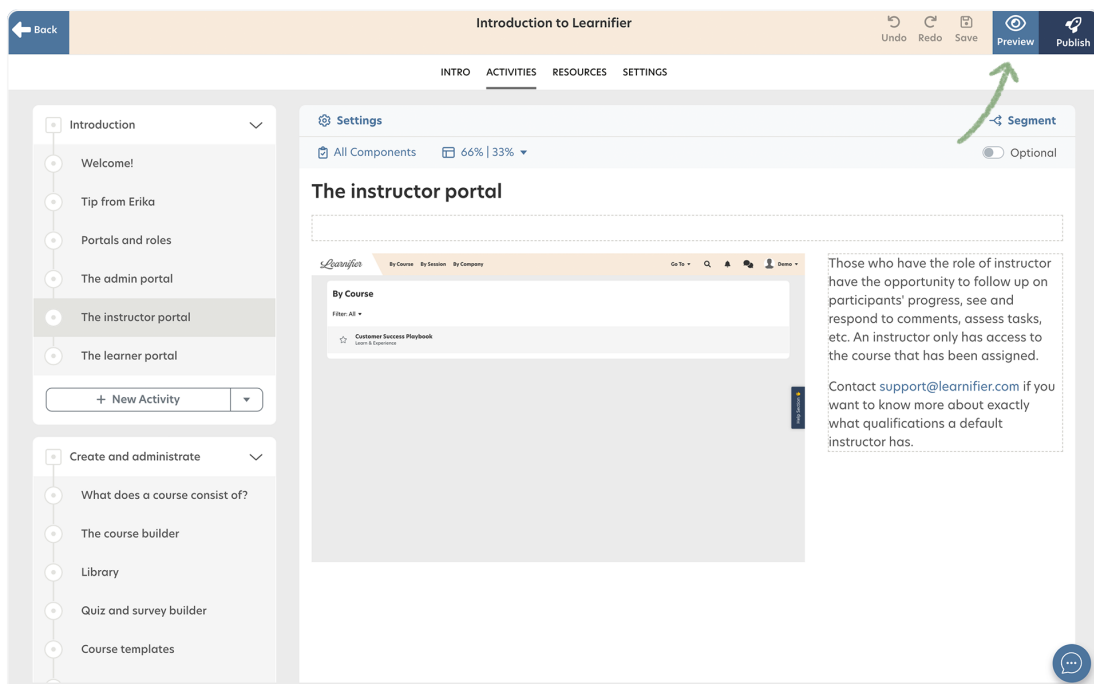 Back
Introduction to Learnifier
Undo
Redo
Save
Preview
Publish
INTRO
ACTIVITIES
RESOURCES
SETTINGS
Introduction
Welcome!
Tip from Erika
Portals and roles
The admin portal
The instructor portal
The learner portal
+ New Activity
Create and administrate
What does a course consist of?
The course builder
Library
Quiz and survey builder
Course templates
Settings
Segment
All Components
66% | 33%
Optional
The instructor portal
Learnifier
By Course
By Session
By Company
Go To
Demo
By Course
Filter: All
Customer Success Playbook
Learn & Experience
Help Section
Those who have the role of instructor
have the opportunity to follow up on
participants' progress, see and
respond to comments, assess tasks,
etc. An instructor only has access to
the course that has been assigned.
Contact support@learnifier.com if you
want to know more about exactly
what qualifications a default
instructor has.